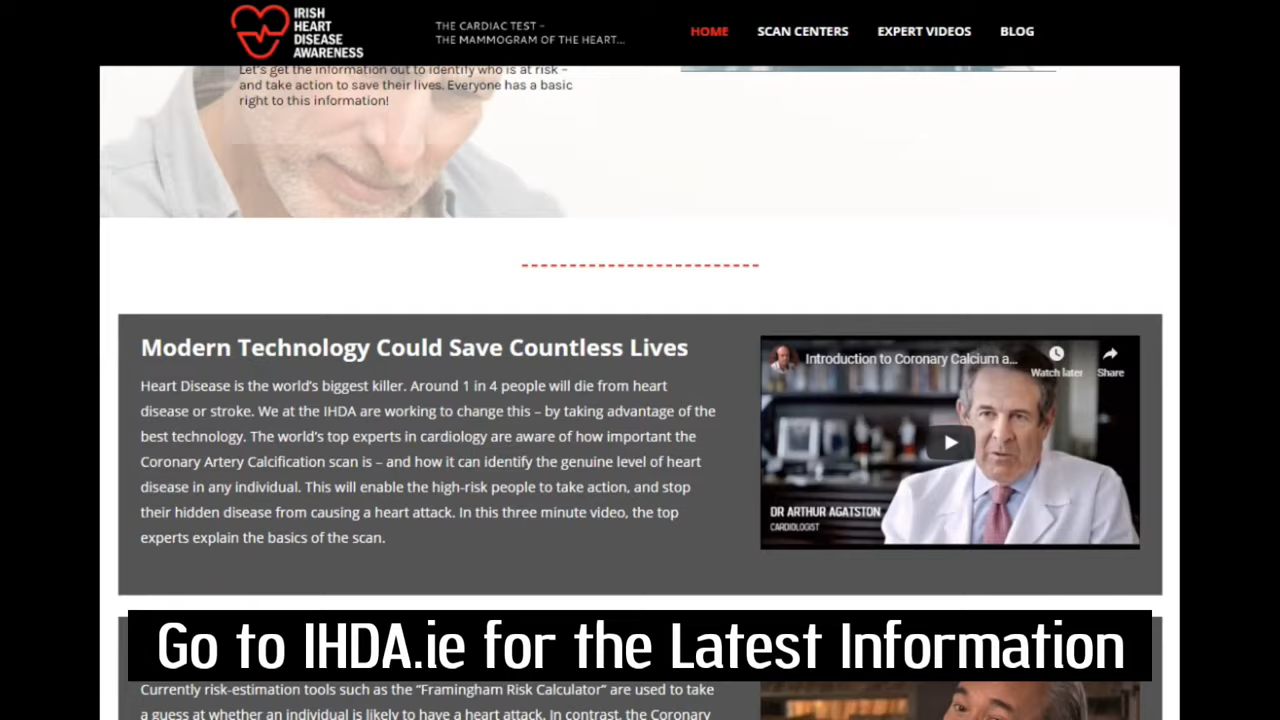 IRISH
HEART
DISEASE
AWARENESS
THE CARDIAC TEST –
THE MAMMOGRAM OF THE HEART...
HOME
SCAN CENTERS
EXPERT VIDEOS
BLOG
Let's get the information out to identify who is at risk –
and take action to save their lives. Everyone has a basic
right to this information!
Modern Technology Could Save Countless Lives
Heart Disease is the world's biggest killer. Around 1 in 4 people will die from heart
disease or stroke. We at the IHDA are working to change this – by taking advantage of the
best technology. The world's top experts in cardiology are aware of how important the
Coronary Artery Calcification scan is – and how it can identify the genuine level of heart
disease in any individual. This will enable the high-risk people to take action, and stop
their hidden disease from causing a heart attack. In this three minute video, the top
experts explain the basics of the scan.
Introduction to Coronary Calcium a...
Watch later
Share
DR ARTHUR AGATSTON
CARDIOLOGIST
Go to IHDA.ie for the Latest Information
Currently risk-estimation tools such as the “Framingham Risk Calculator” are used to take
a guess at whether an individual is likely to have a heart attack. In contrast, the Coronary